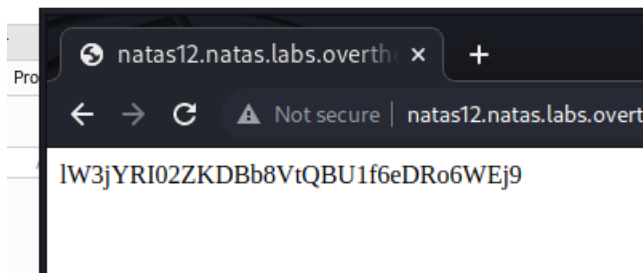 natas12.natas.labs.overth
Pro
Not secure
natas12.natas.labs.overt
lW3jYRI02ZKDBb8VtQBU1f6eDRo6WEj9